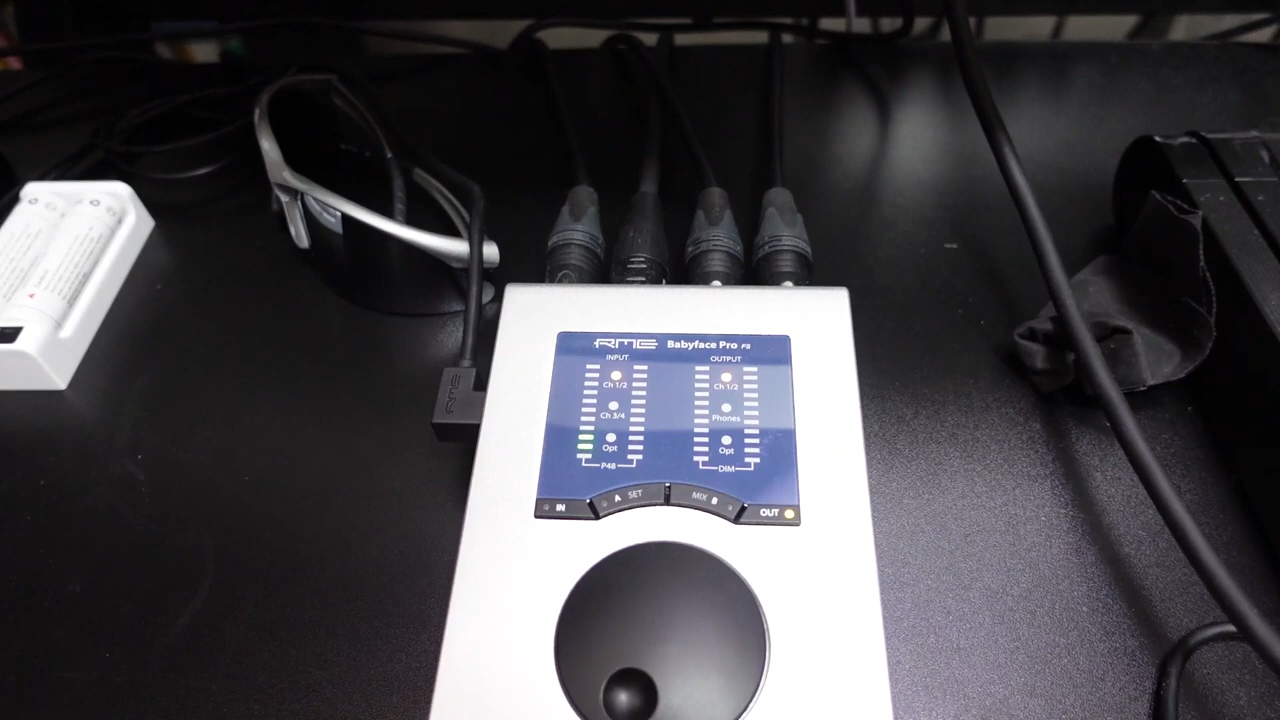 RME Babyface Pro FS
INPUT OUTPUT
Ch 1/2 Ch 1/2
Ch 3/4 Phones
Opt Opt
P48 DIM
IN A SET MIX B OUT
RME